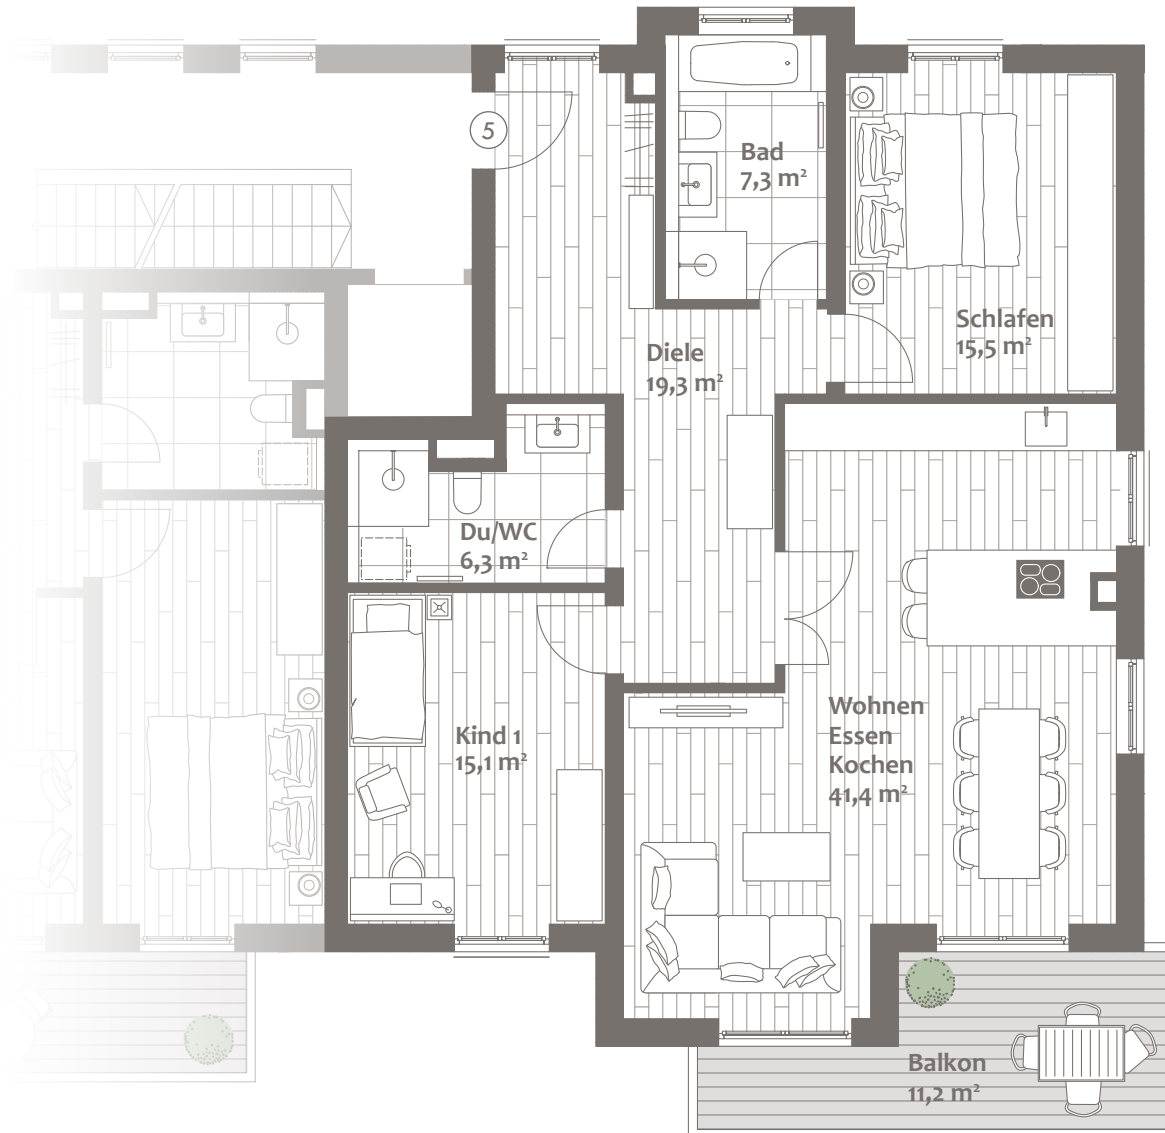 5
Bad
7,3 m²
Schlafen
15,5 m²
Diele
19,3 m²
Du/WC
6,3 m²
Kind 1
15,1 m²
Wohnen
Essen
Kochen
41,4 m²
Balkon
11,2 m²